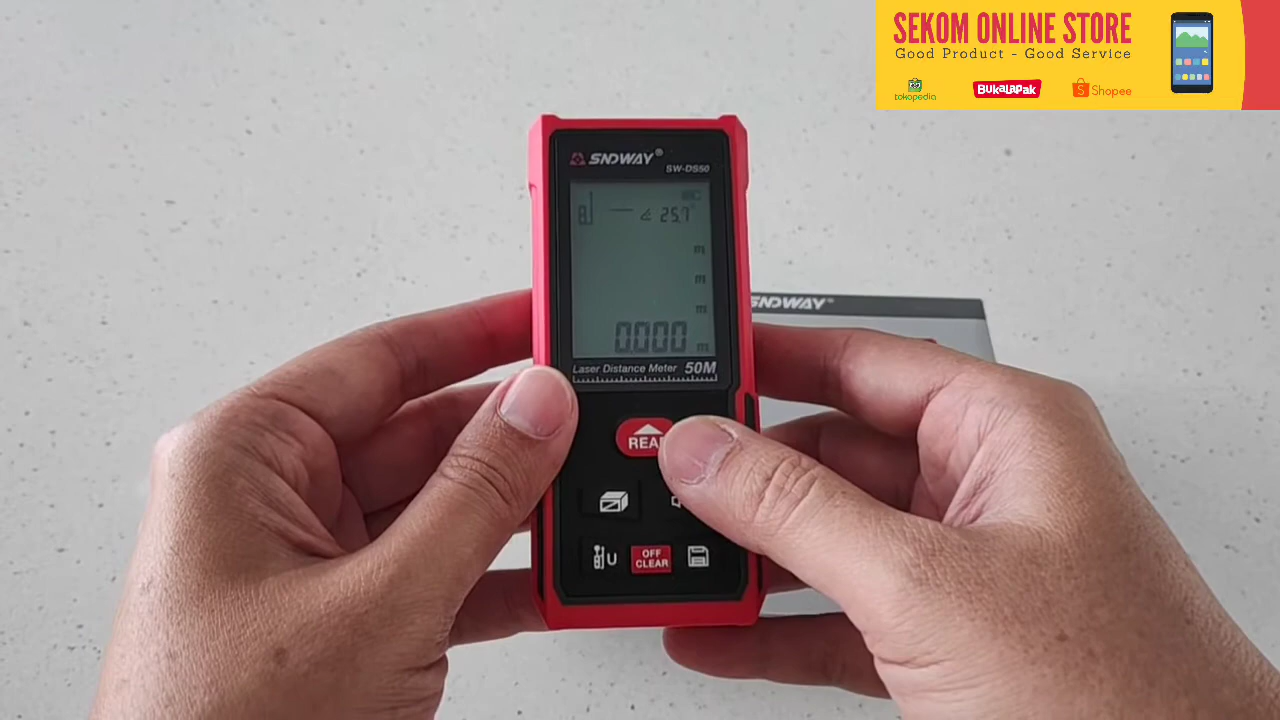 SEKOM ONLINE STORE
Good Product - Good Service
tokopedia
BukaLapak
Shopee
SNDWAY®
SW-DS50
25.7°
m
m
m
0.000 m
Laser Distance Meter 50M
SNDWAY®
REA
U
OFF
CLEAR